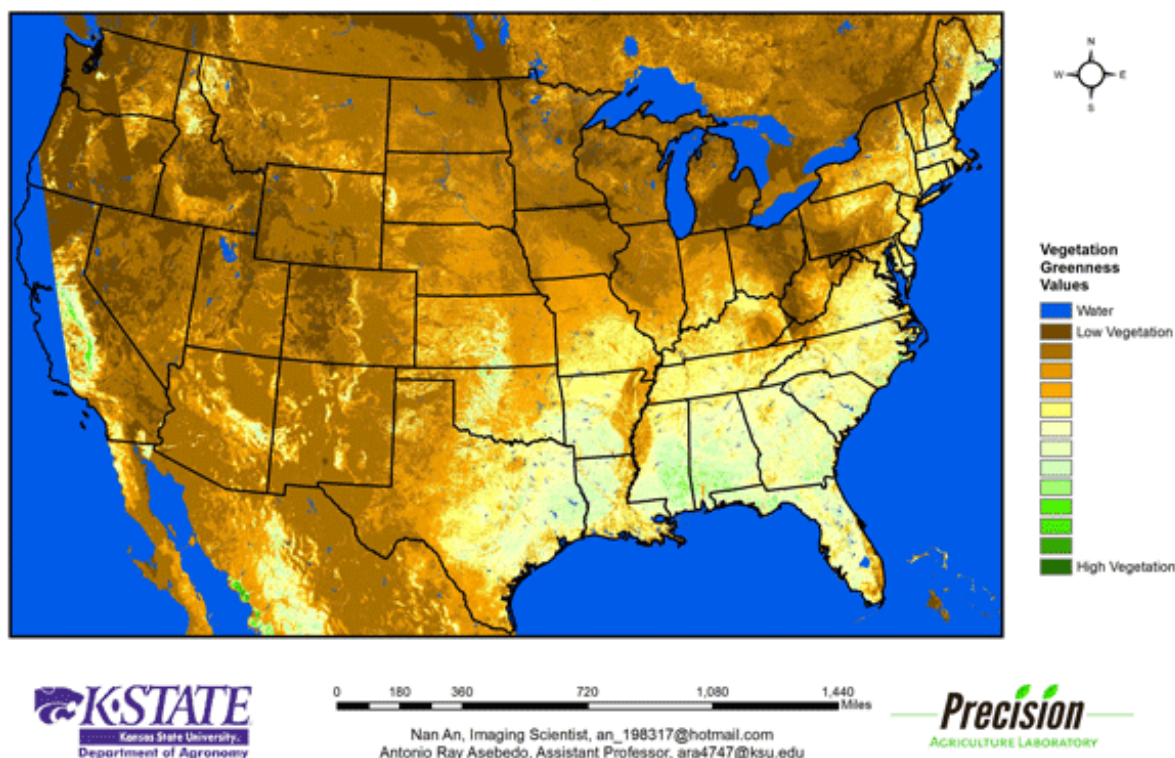 N
W E
S
Vegetation
Greenness
Values
Water
Low Vegetation
High Vegetation
K·STATE
Kansas State University.
Department of Agronomy
0 180 360 720 1,080 1,440
Miles
Nan An, Imaging Scientist, an_198317@hotmail.com
Antonio Ray Asebedo, Assistant Professor, ara4747@ksu.edu
Precision
AGRICULTURE LABORATORY